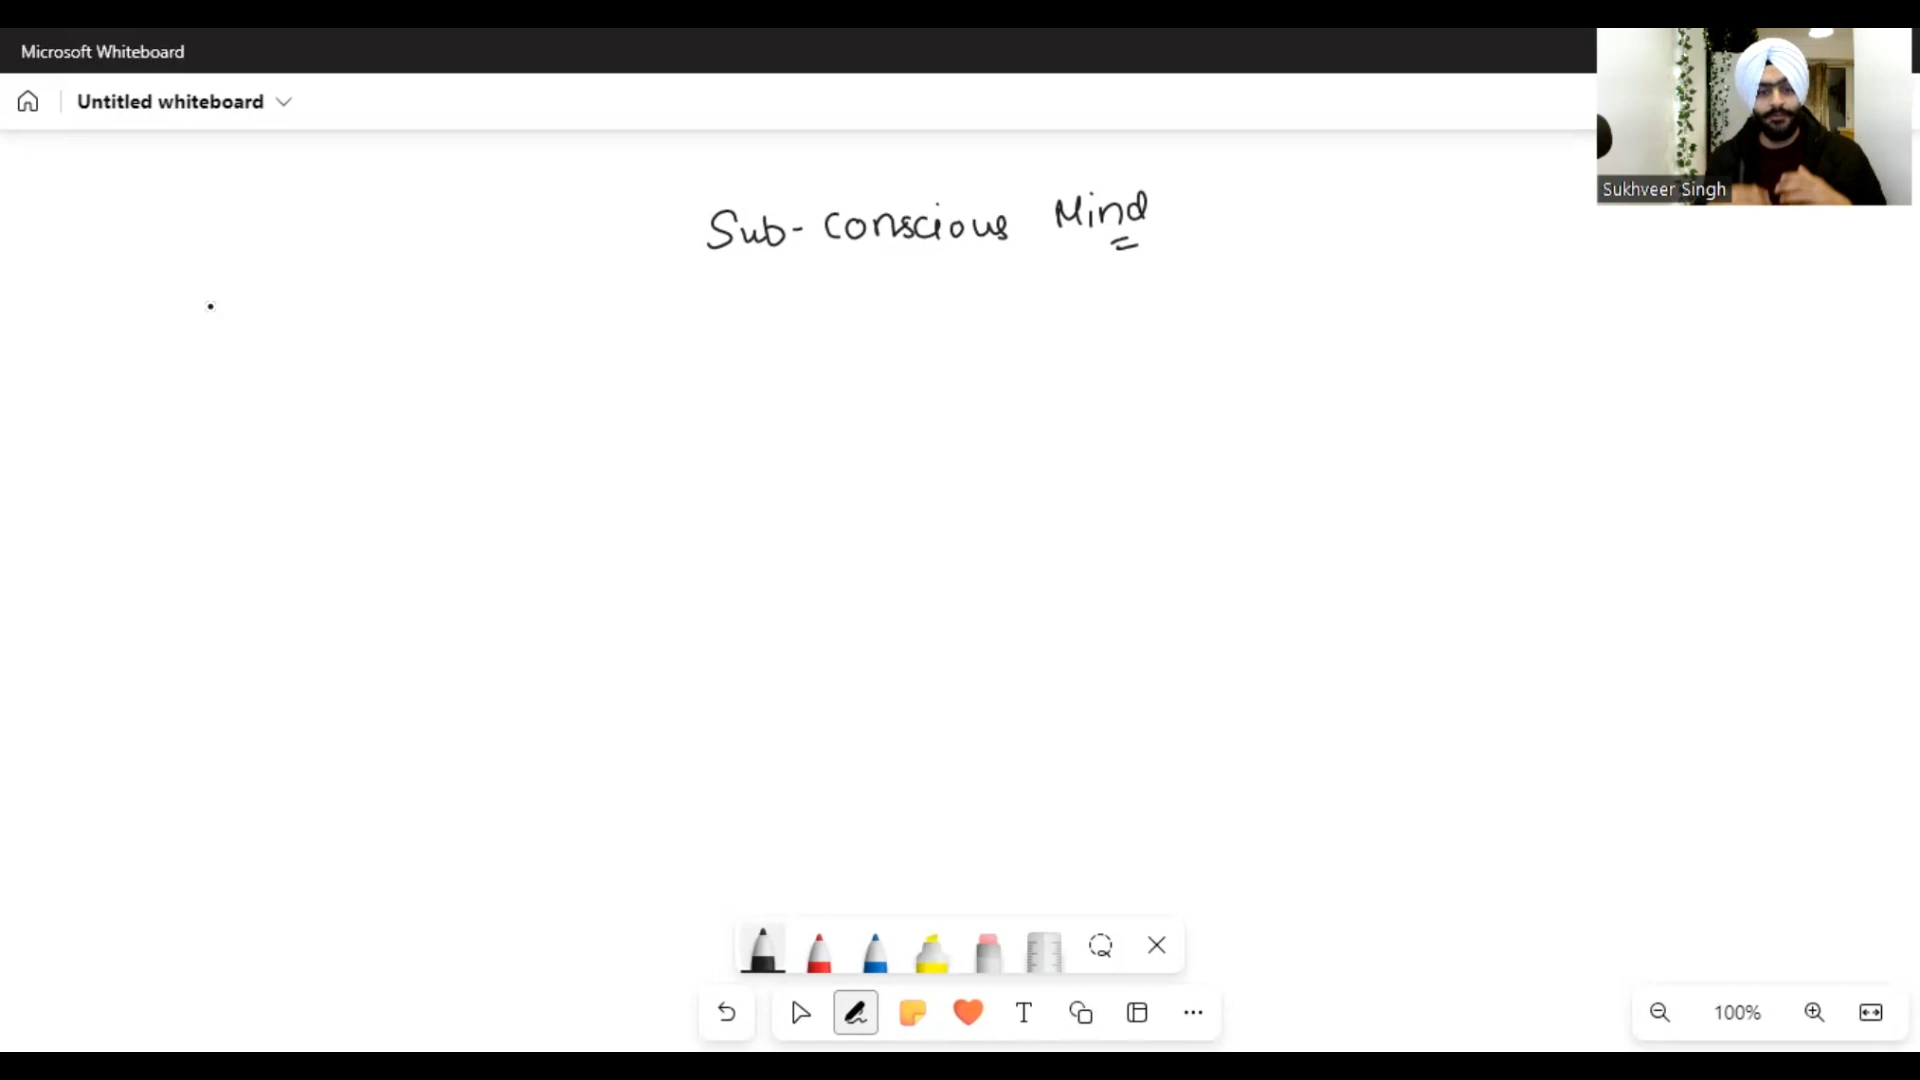 Microsoft Whiteboard
Untitled whiteboard
Sukhveer Singh
Sub-Conscious Mind
T
100%